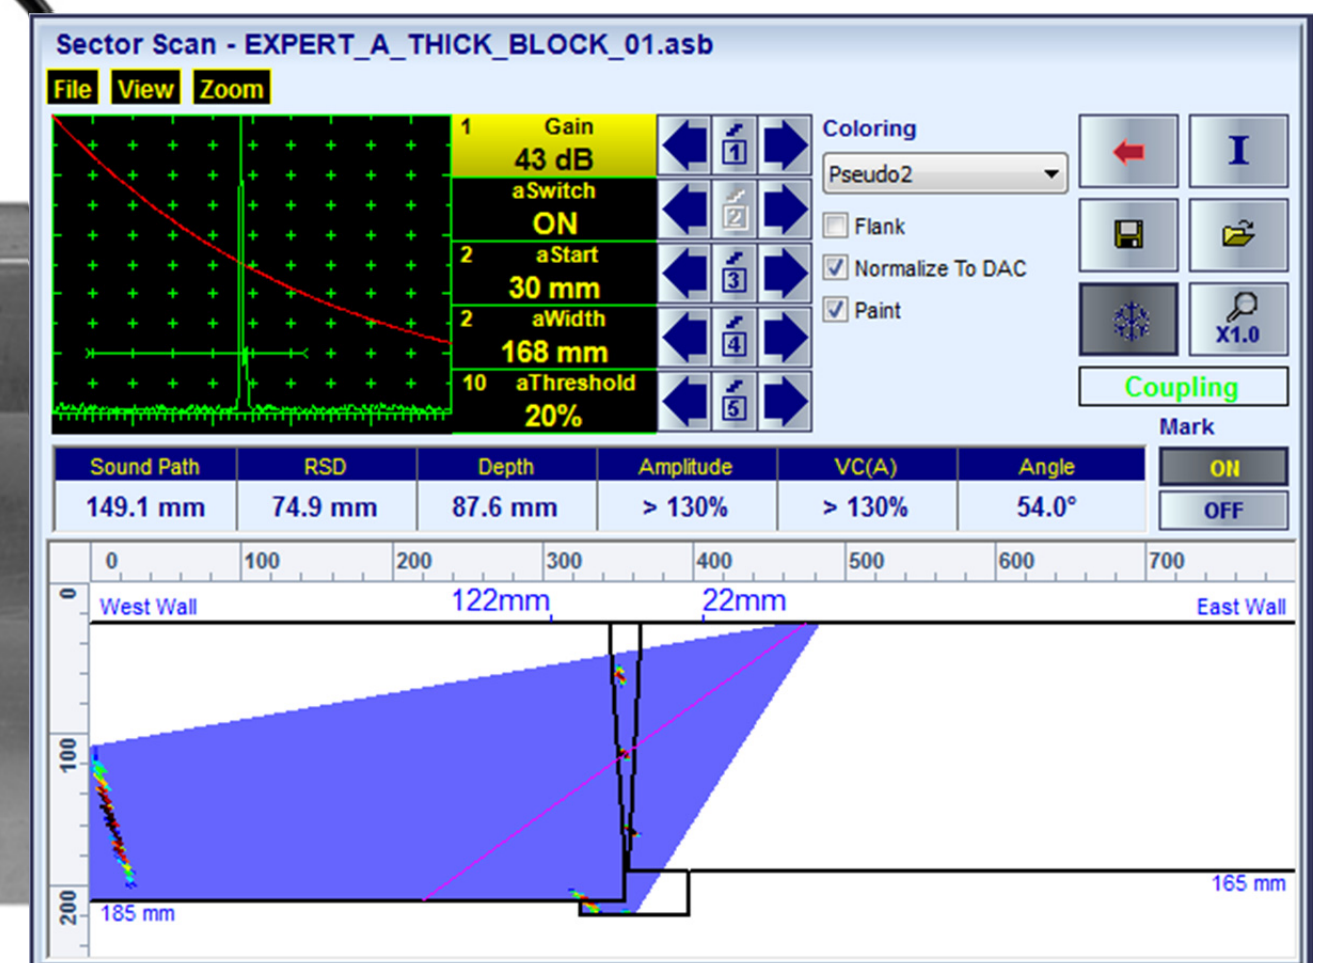 Sector Scan - EXPERT_A_THICK_BLOCK_01.asb
File View Zoom
1 Gain
43 dB
1
Coloring
Pseudo2
I
aSwitch
ON
2
Flank
2 aStart
30 mm
3
Normalize To DAC
2 aWidth
168 mm
4
Paint
X1.0
10 aThreshold
20%
5
Coupling
Mark
Sound Path RSD Depth Amplitude VC(A) Angle
ON
149.1 mm 74.9 mm 87.6 mm > 130% > 130% 54.0°
OFF
0 100 200 300 400 500 600 700
0
West Wall 122mm 22mm East Wall
100
165 mm
200
185 mm